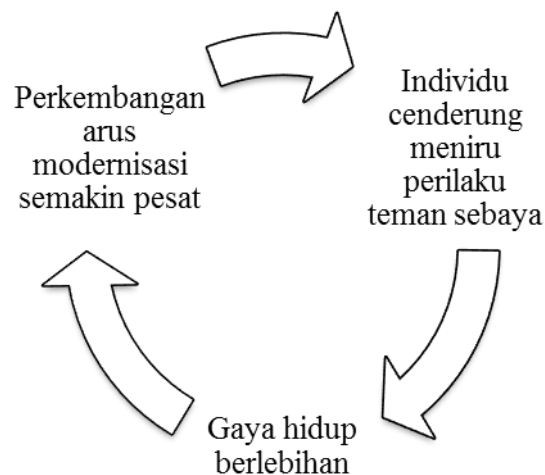 Perkembangan
arus
modernisasi
semakin pesat
Individu
cenderung
meniru
perilaku
teman sebaya
Gaya hidup
berlebihan